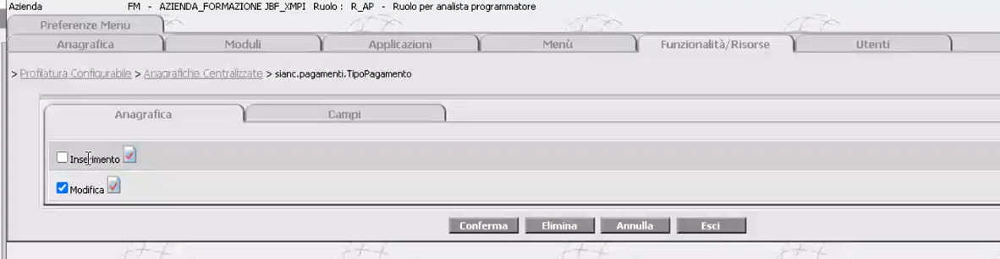 Azienda FM - AZIENDA_FORMAZIONE JBF_XMPI Ruolo : R_AP - Ruolo per analista programmatore
Preferenze Menu
Anagrafica Moduli Applicazioni Menù Funzionalità/Risorse Utenti
> Profilatura Configurabile > Anagrafiche Centralizzate > sianc.pagamenti.TipoPagamento
Anagrafica Campi
Inserimento
Modifica
Conferma Elimina Annulla Esci